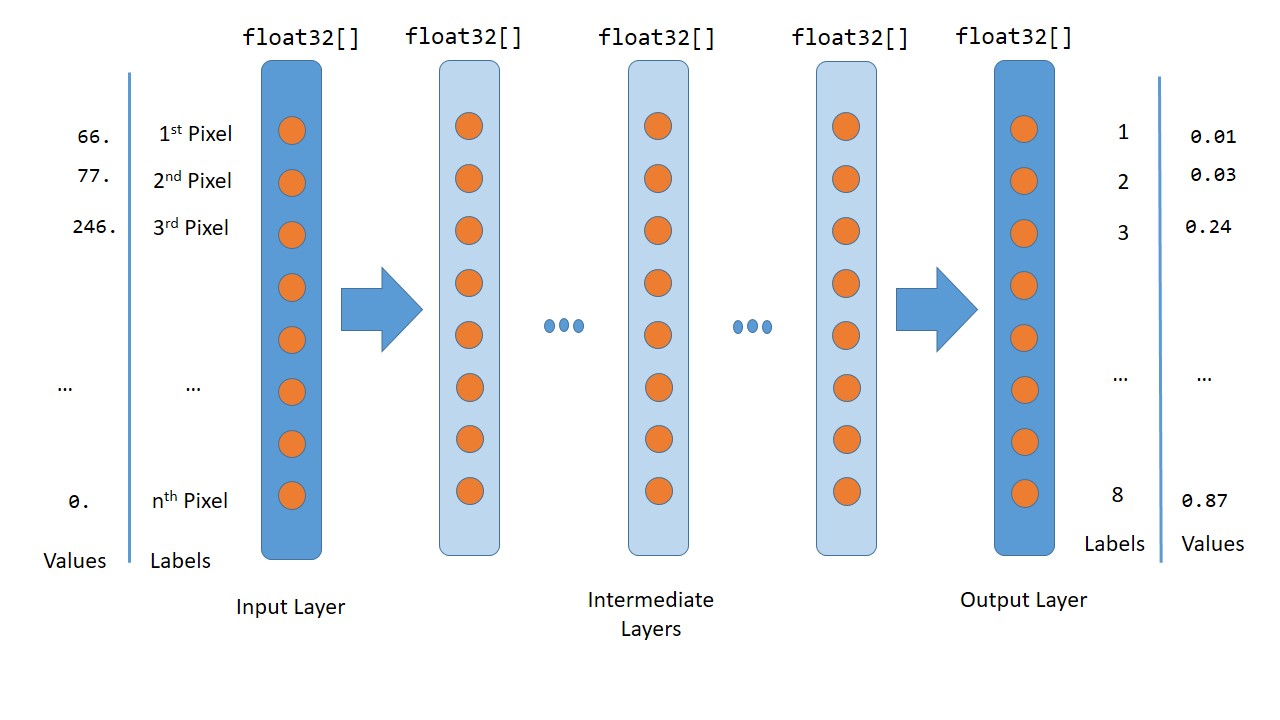 float32[] float32[] float32[] float32[] float32[]
66. 1st Pixel 1 0.01
77. 2nd Pixel 2 0.03
246. 3rd Pixel 3 0.24
... ... ... ...
0. nth Pixel 8 0.87
Values Labels Labels Values
Input Layer
Intermediate
Layers
Output Layer